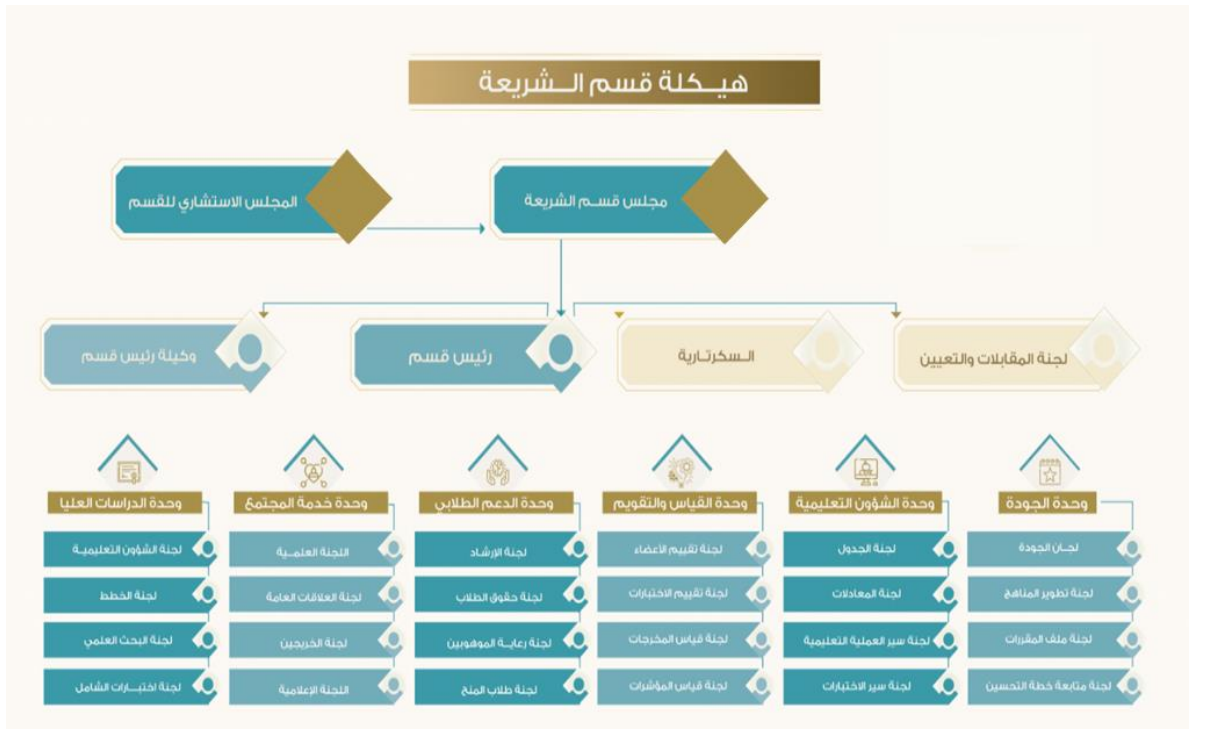 هيكلة قسم الشريعة
مجلس قسم الشريعة
المجلس الاستشاري للقسم
لجنة المقابلات والتعيين
السكرتارية
رئيس قسم
وكيلة رئيس قسم
وحدة الجودة
لجان الجودة
لجنة تطوير المناهج
لجنة ملف المقررات
لجنة متابعة خطة التحسين
وحدة الشؤون التعليمية
لجنة الجدول
لجنة المعادلات
لجنة سير العملية التعليمية
لجنة سير الاختبارات
وحدة القياس والتقويم
لجنة تقييم الأعضاء
لجنة تقييم الاختبارات
لجنة قياس المخرجات
لجنة قياس المؤشرات
وحدة الدعم الطلابي
لجنة الإرشاد
لجنة حقوق الطلاب
لجنة رعاية الموهوبين
لجنة طلاب المنح
وحدة خدمة المجتمع
اللجنة العلمية
لجنة العلاقات العامة
لجنة الخريجين
اللجنة الإعلامية
وحدة الدراسات العليا
لجنة الشؤون التعليمية
لجنة الخطط
لجنة البحث العلمي
لجنة اختبارات الشامل